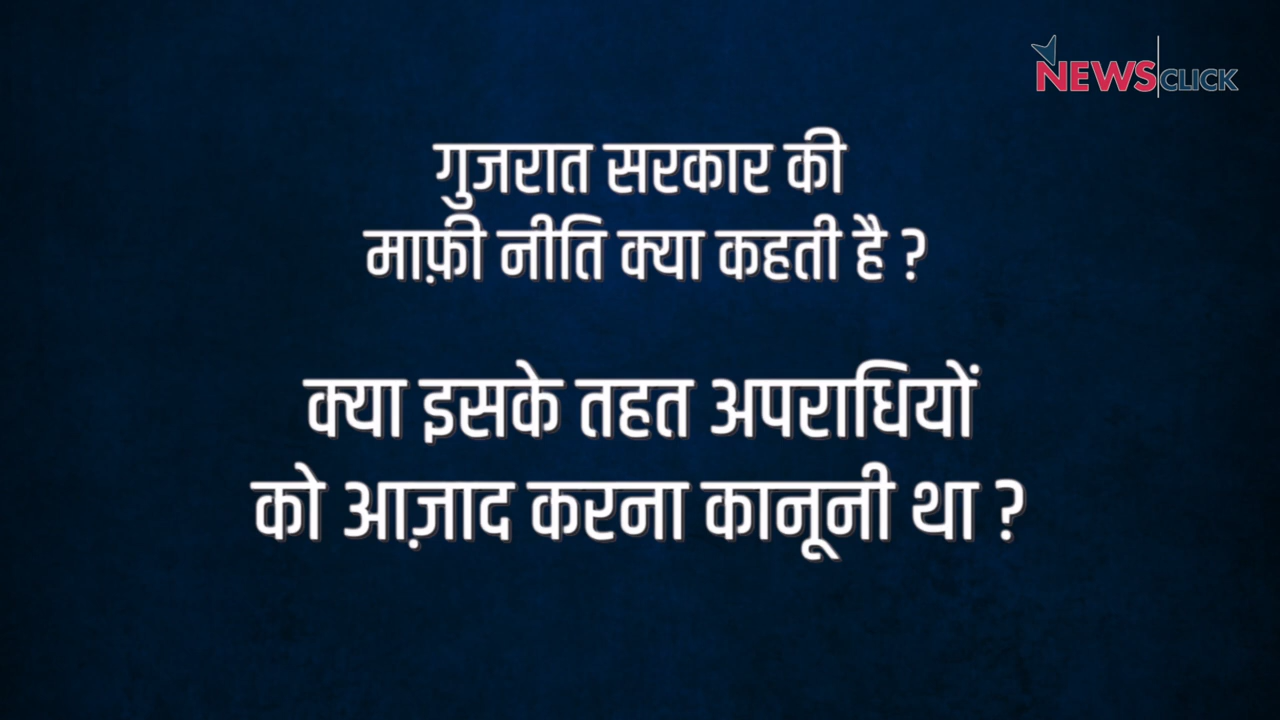 NEWSCLICK
गुजरात सरकार की
माफ़ी नीति क्या कहती है ?
क्या इसके तहत अपराधियों
को आज़ाद करना कानूनी था ?